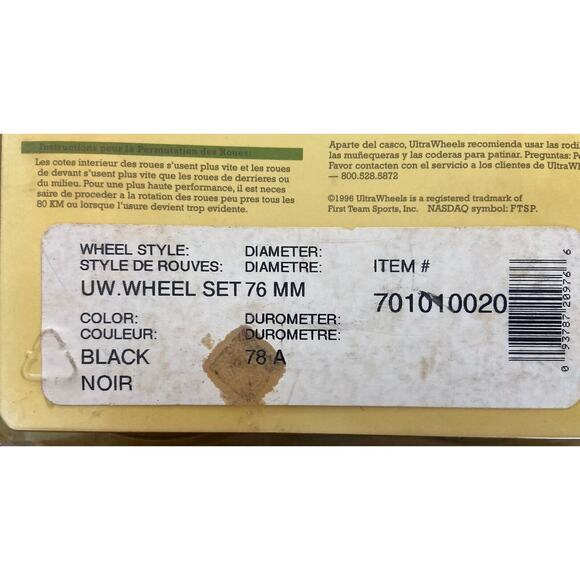 Instructions pour la Permutation des Roues:
Les cotes interieur des roues s'usent plus vite et les roues
de devant s'usent plus vite que les roues de derrieres ou
du milieu. Pour une plus haute performance, il est neces
saire de proceder a la rotation des roues peu pres tous les
80 KM ou lorsque l'usure devient trop evidente.
Aparte del casco, UltraWheels recomienda usar las rodil
las muñequeras y las coderas para patinar. Preguntas: Po
Favor contacten con el servicio a los clientes de UltraWh
— 800.528.5872
©1996 UltraWheels is a registered trademark of
First Team Sports, Inc. NASDAQ symbol: FTSP.
WHEEL STYLE: DIAMETER:
STYLE DE ROUVES: DIAMETRE: ITEM #
UW.WHEEL SET 76 MM 701010020
COLOR: DUROMETER:
COULEUR: DUROMETRE:
BLACK 78 A
NOIR
0 93787 20976 6